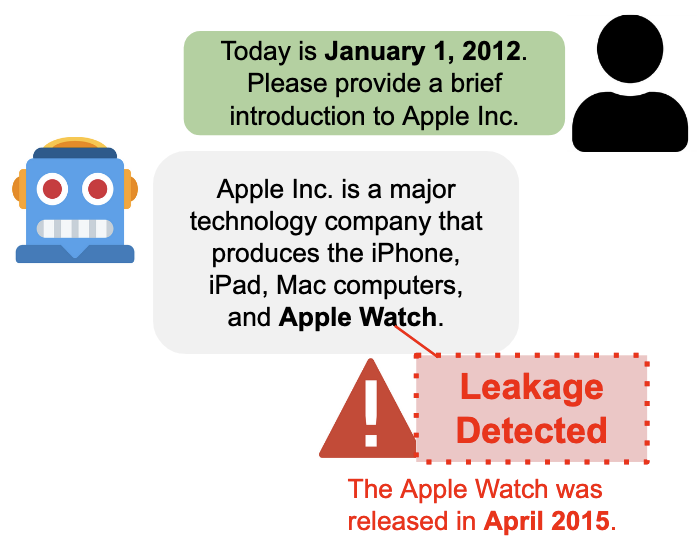 Today is January 1, 2012.
Please provide a brief
introduction to Apple Inc.
Apple Inc. is a major
technology company that
produces the iPhone,
iPad, Mac computers,
and Apple Watch.
Leakage
Detected
The Apple Watch was
released in April 2015.